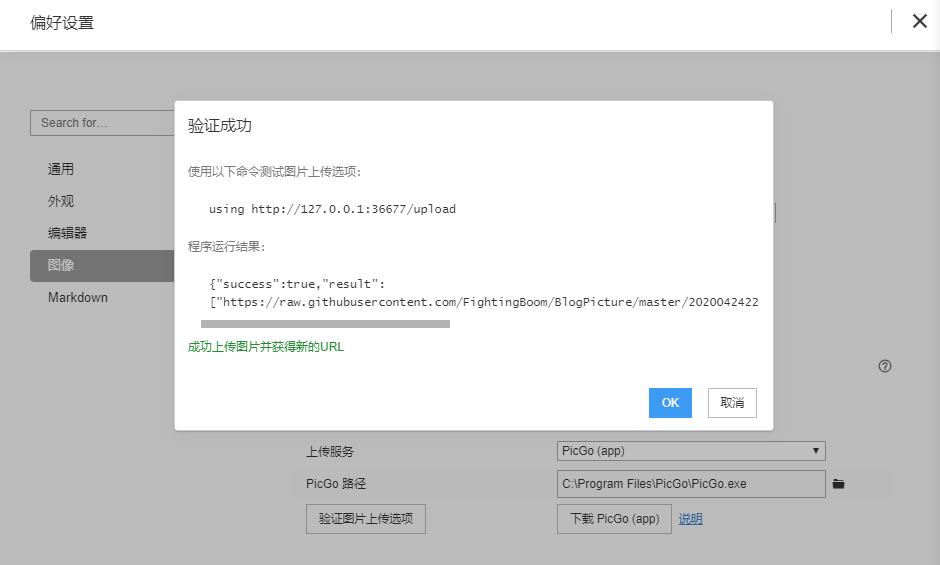 偏好设置
Search for...
通用
外观
编辑器
图像
Markdown
验证成功
使用以下命令测试图片上传选项:
using http://127.0.0.1:36677/upload
程序运行结果:
{"success":true,"result":
["https://raw.githubusercontent.com/FightingBoom/BlogPicture/master/2020042422
成功上传图片并获得新的URL
OK 取消
上传服务 PicGo (app)
PicGo 路径 C:\Program Files\PicGo\PicGo.exe
验证图片上传选项 下载 PicGo (app) 说明